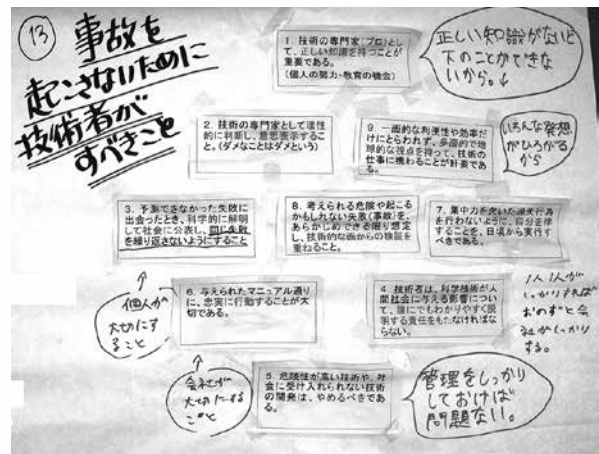 13
事故を
起こさないために
技術者が
すべきこと
1. 技術の専門家(プロ)とし
て、正しい知識を持つことが
重要である。
(個人の努力・教育の機会)
正しい知識がないと
下のことができな
いから。↓
2. 技術の専門家として理性
的に判断し、意思表示するこ
と。(ダメなことはダメという)
9. 一面的な利便性や効率だ
けにとらわれず、多面的で地
球的な視点を持って、技術の
仕事に携わることが肝要であ
る。
いろんな発想
がひろがる
から
3. 予測できなかった失敗に
出会ったとき、科学的に解明
して社会に公表し、同じ失敗
を繰り返さないようにすること
8. 考えられる危険や起こる
かもしれない失敗(事故)を、
あらかじめできる限り想定
し、技術的な面からの検証を
重ねること。
7. 集中力を欠いた過失行為
を行わないように、自分を律
することを、日頃から実行す
べきである。
個人が
大切にす
ること
6. 与えられたマニュアル通り
に、忠実に行動することが大
切である。
4. 技術者は、科学技術が人
間社会に与える影響につい
て、誰にでもわかりやすく説
明する責任をもたなければな
らない。
1人1人が
しっかりすれば
おのずと会
社がしっかり
する。
会社が
大切にする
こと
5. 危険性が高い技術や、社
会に受け入れられない技術
の開発は、やめるべきであ
る。
管理をしっかり
しておけば
問題ない。